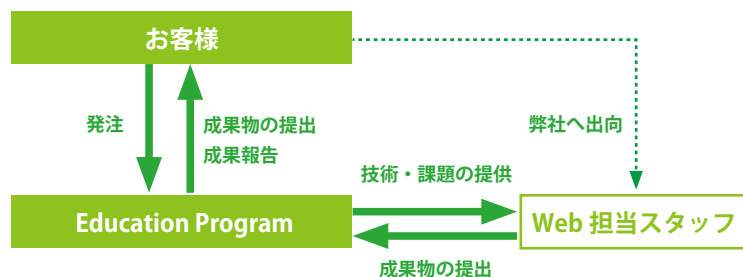 お客様
発注
成果物の提出
成果報告
弊社へ出向
技術・課題の提供
Education Program
Web 担当スタッフ
成果物の提出